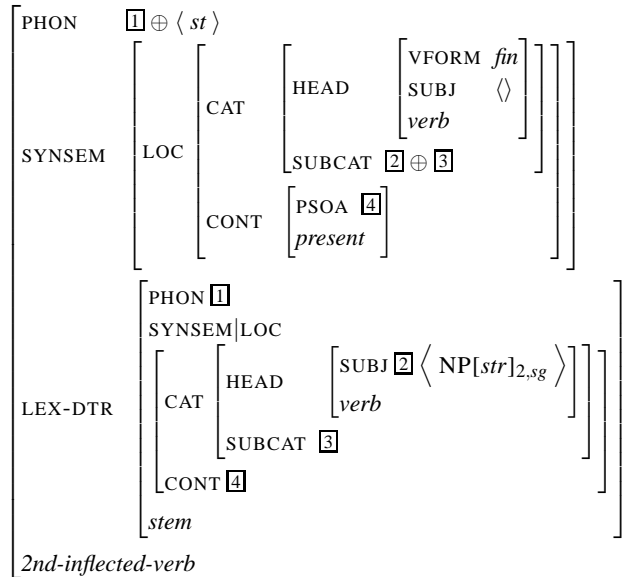 PHON 1 ⊕ ⟨ st ⟩
VFORM fin
HEAD SUBJ ⟨⟩
CAT verb
SYNSEM LOC SUBCAT 2 ⊕ 3
CONT PSOA 4
present
PHON 1
SYNSEM|LOC
HEAD SUBJ 2 ⟨ NP[str]2,sg ⟩
LEX-DTR CAT verb
SUBCAT 3
CONT 4
stem
2nd-inflected-verb